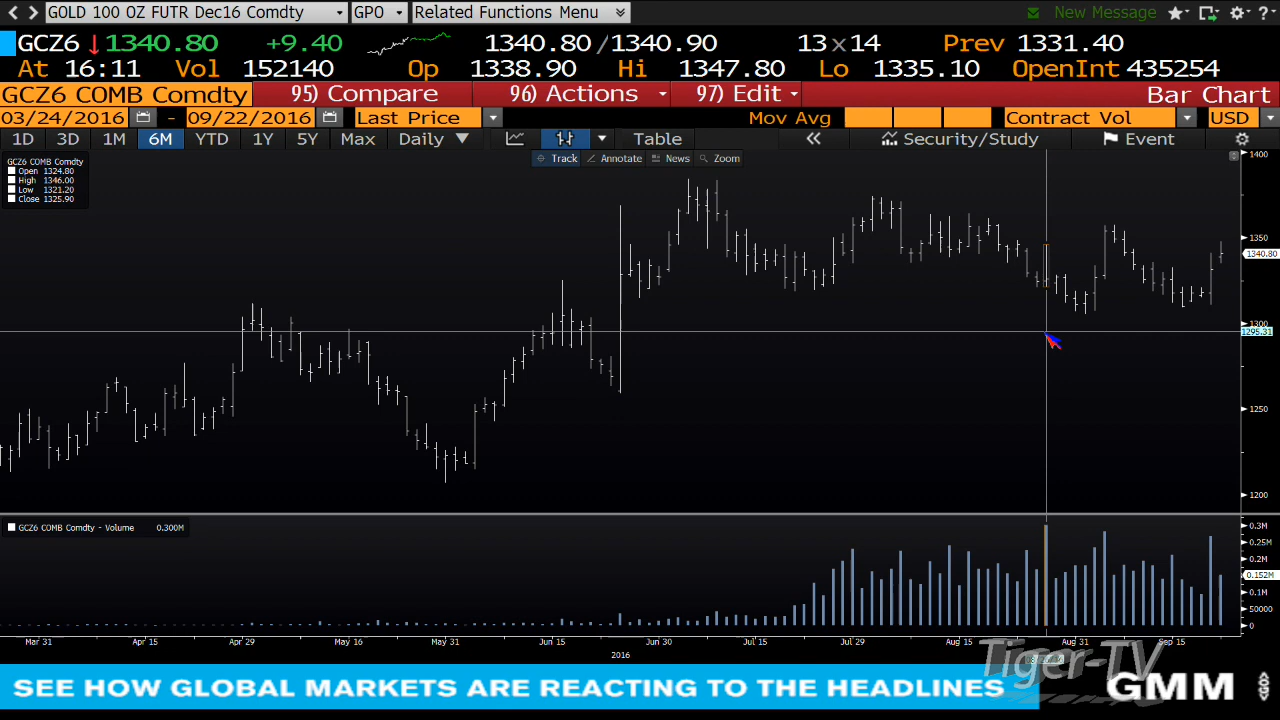 GOLD 100 OZ FUTR Dec16 Comdty GPO Related Functions Menu New Message
GCZ6 1340.80 +9.40 1340.80 / 1340.90 13 x 14 Prev 1331.40
At 16:11 Vol 152140 Op 1338.90 Hi 1347.80 Lo 1335.10 OpenInt 435254
GCZ6 COMB Comdty 95) Compare 96) Actions 97) Edit Bar Chart
03/24/2016 - 09/22/2016 Last Price Mov Avg Contract Vol USD
1D 3D 1M 6M YTD 1Y 5Y Max Daily Table Security/Study Event
Track Annotate News Zoom
GCZ6 COMB Comdty
Open 1324.80
High 1346.00
Low 1321.20
Close 1325.90
1400
1350
1340.80
1300
1295.31
1250
1200
GCZ6 COMB Comdty - Volume 0.300M
0.3M
0.25M
0.2M
0.152M
0.1M
50000
0
Mar 31 Apr 15 Apr 29 May 16 May 31 Jun 15 Jun 30 Jul 15 Jul 29 Aug 15 Aug 31 Sep 15
2016
Tiger-TV
SEE HOW GLOBAL MARKETS ARE REACTING TO THE HEADLINES GMM